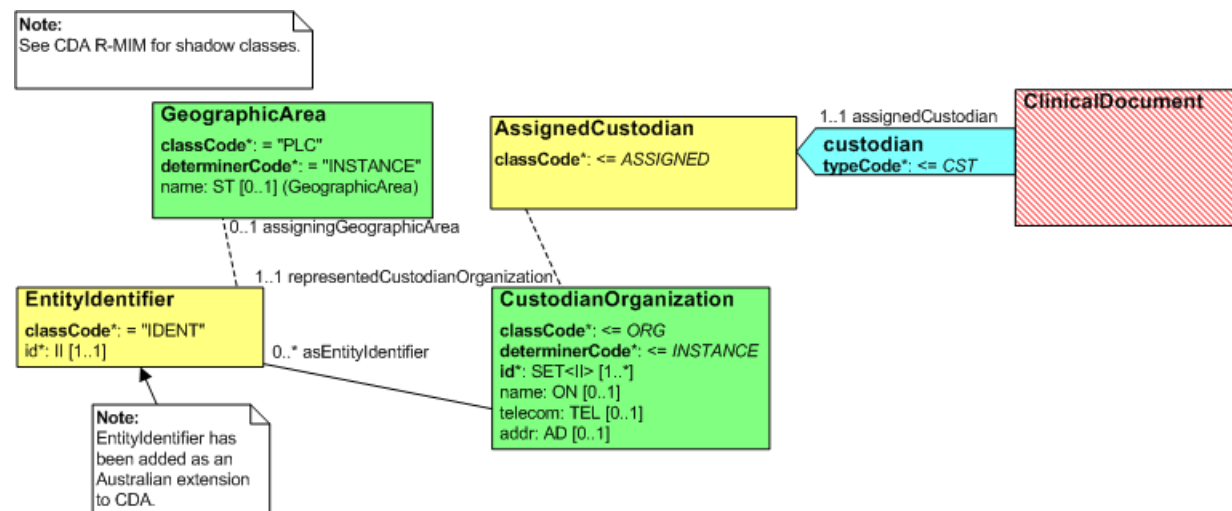 Note:
See CDA R-MIM for shadow classes.
GeographicArea
classCode*: = "PLC"
determinerCode*: = "INSTANCE"
name: ST [0..1] (GeographicArea)
AssignedCustodian
classCode*: <= ASSIGNED
1..1 assignedCustodian
custodian
typeCode*: <= CST
ClinicalDocument
0..1 assigningGeographicArea
1..1 representedCustodianOrganization
EntityIdentifier
classCode*: = "IDENT"
id*: II [1..1]
0..* asEntityIdentifier
CustodianOrganization
classCode*: <= ORG
determinerCode*: <= INSTANCE
id*: SET<II> [1..*]
name: ON [0..1]
telecom: TEL [0..1]
addr: AD [0..1]
Note:
EntityIdentifier has
been added as an
Australian extension
to CDA.